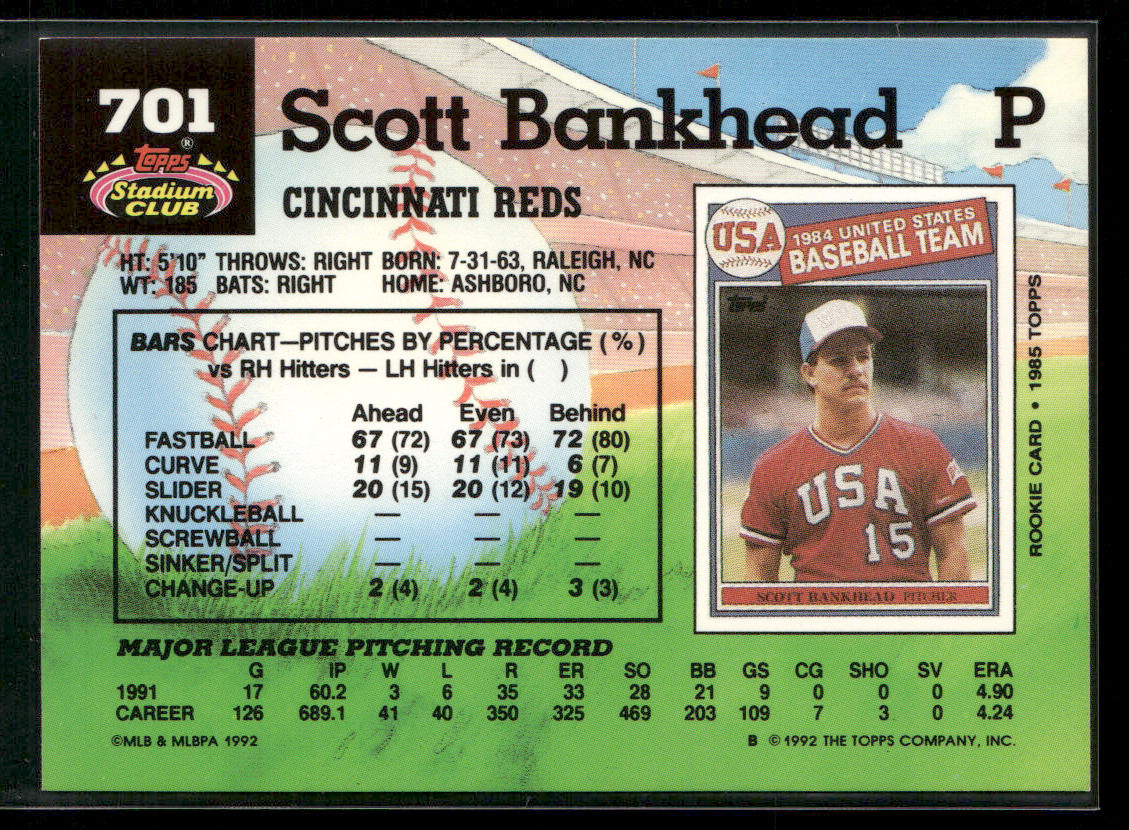 701
Topps®
Stadium
CLUB
Scott Bankhead P
CINCINNATI REDS
HT: 5'10" THROWS: RIGHT BORN: 7-31-63, RALEIGH, NC
WT: 185 BATS: RIGHT HOME: ASHBORO, NC
BARS CHART—PITCHES BY PERCENTAGE (%)
vs RH Hitters — LH Hitters in ( )
Ahead Even Behind
FASTBALL 67 (72) 67 (73) 72 (80)
CURVE 11 (9) 11 (11) 6 (7)
SLIDER 20 (15) 20 (12) 19 (10)
KNUCKLEBALL — — —
SCREWBALL — — —
SINKER/SPLIT — — —
CHANGE-UP 2 (4) 2 (4) 3 (3)
USA
1984 UNITED STATES
BASEBALL TEAM
Topps
USA
15
SCOTT BANKHEAD PITCHER
ROOKIE CARD • 1985 TOPPS
MAJOR LEAGUE PITCHING RECORD
G IP W L R ER SO BB GS CG SHO SV ERA
1991 17 60.2 3 6 35 33 28 21 9 0 0 0 4.90
CAREER 126 689.1 41 40 350 325 469 203 109 7 3 0 4.24
©MLB & MLBPA 1992
B © 1992 THE TOPPS COMPANY, INC.